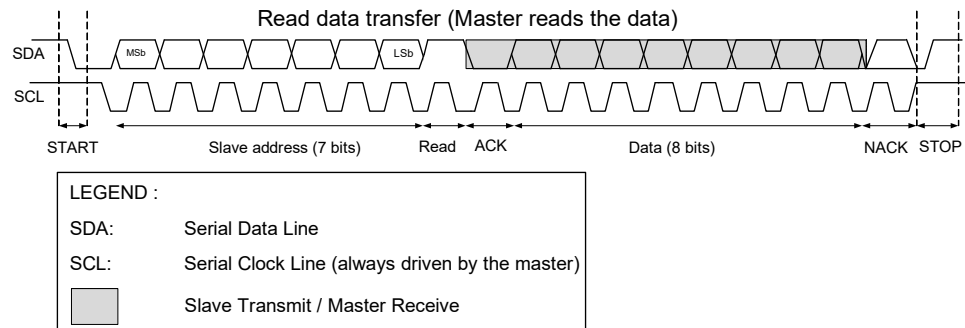 Read data transfer (Master reads the data)
SDA
MSb
LSb
SCL
START
Slave address (7 bits)
Read
ACK
Data (8 bits)
NACK
STOP
LEGEND :
SDA: Serial Data Line
SCL: Serial Clock Line (always driven by the master)
Slave Transmit / Master Receive